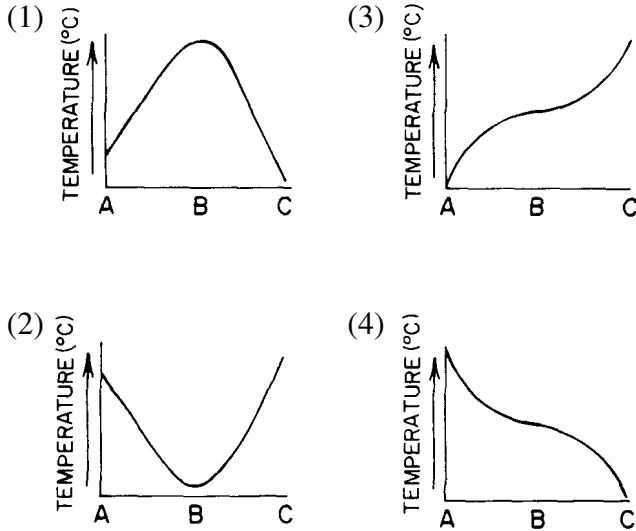 (1)
TEMPERATURE (°C)
A B C
(3)
TEMPERATURE (°C)
A B C
(2)
TEMPERATURE (°C)
A B C
(4)
TEMPERATURE (°C)
A B C